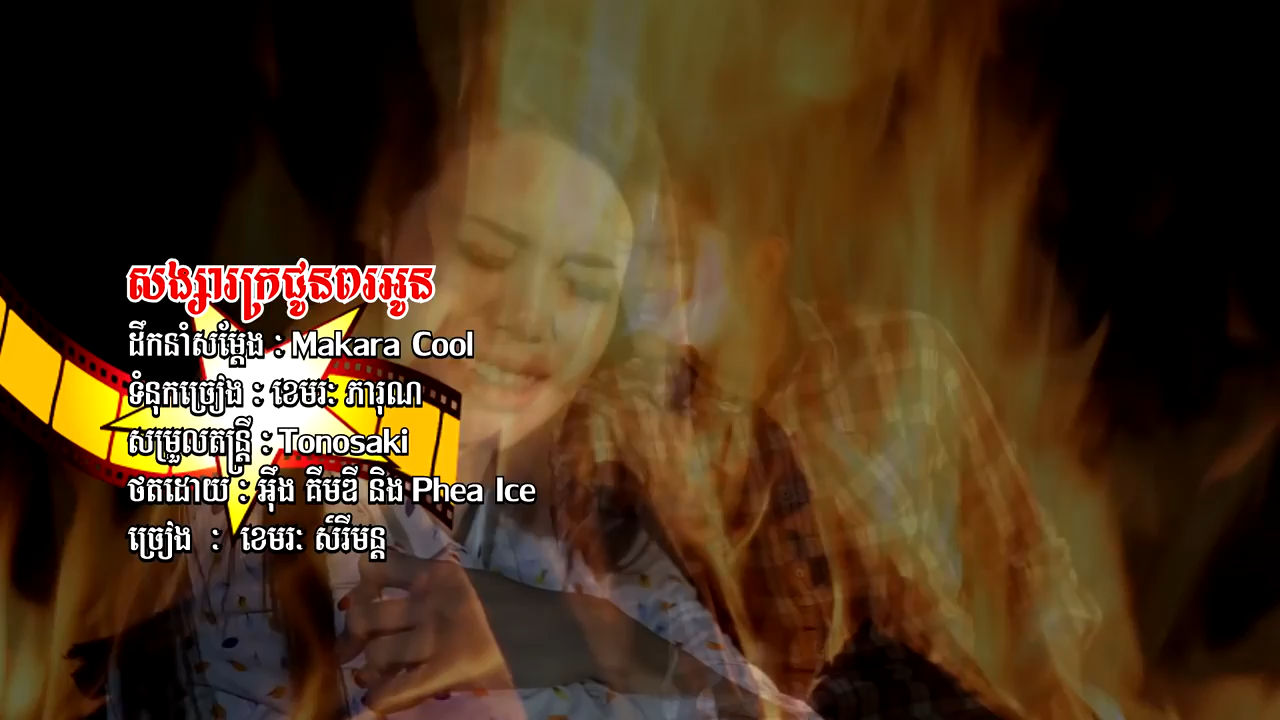 សង្សារក្រជូនពរអូន
ដឹកនាំសម្ដែង : Makara Cool
ទំនុកច្រៀង : ខេមរៈ ភារុណ
សម្រួលតន្ត្រី : Tonosaki
ថតដោយ : អ៊ឹង គីមឌី និង Phea Ice
ច្រៀង : ខេមរៈ ស៍រីមន្ត